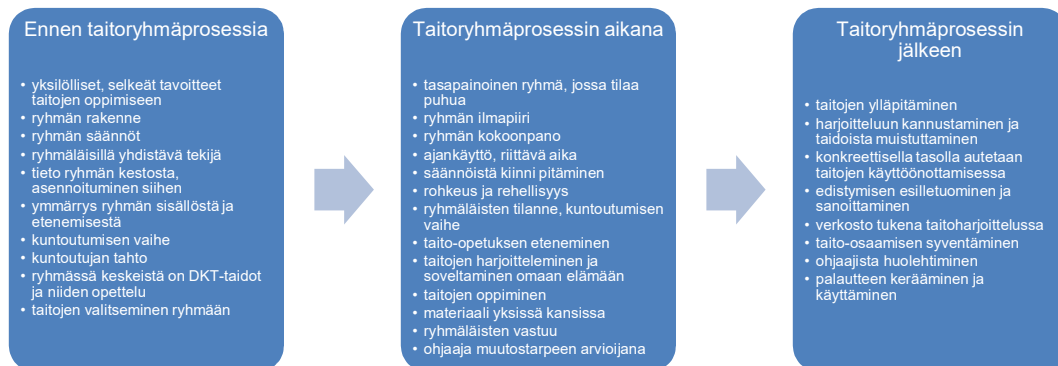 Ennen taitoryhmäprosessia
• yksilölliset, selkeät tavoitteet
taitojen oppimiseen
• ryhmän rakenne
• ryhmän säännöt
• ryhmäläisillä yhdistävä tekijä
• tieto ryhmän kestosta,
asennoituminen siihen
• ymmärrys ryhmän sisällöstä ja
etenemisestä
• kuntoutumisen vaihe
• kuntoutujan tahto
• ryhmässä keskeistä on DKT-taidot
ja niiden opettelu
• taitojen valitseminen ryhmään
Taitoryhmäprosessin aikana
• tasapainoinen ryhmä, jossa tilaa
puhua
• ryhmän ilmapiiri
• ryhmän kokoonpano
• ajankäyttö, riittävä aika
• säännöistä kiinni pitäminen
• rohkeus ja rehellisyys
• ryhmäläisten tilanne, kuntoutumisen
vaihe
• taito-opetuksen eteneminen
• taitojen harjoitteleminen ja
soveltaminen omaan elämään
• taitojen oppiminen
• materiaali yksissä kansissa
• ryhmäläisten vastuu
• ohjaaja muutostarpeen arvioijana
Taitoryhmäprosessin
jälkeen
• taitojen ylläpitäminen
• harjoitteluun kannustaminen ja
taidoista muistuttaminen
• konkreettisella tasolla autetaan
taitojen käyttöönottamisessa
• edistymisen esilletuominen ja
sanoittaminen
• verkosto tukena taitoharjoittelussa
• taito-osaamisen syventäminen
• ohjaajista huolehtiminen
• palautteen kerääminen ja
käyttäminen